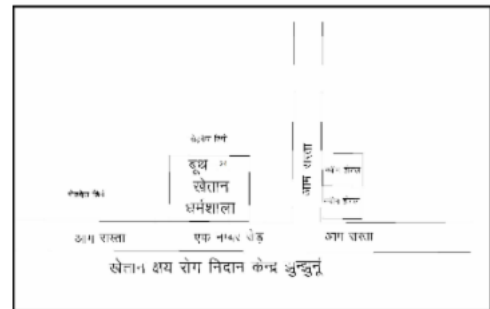 बूथ
खेतान
धर्मशाला
आम रास्ता
आम रास्ता एक नम्बर रोड़ आम रास्ता
खेतान क्षय रोग निदान केन्द्र झुन्झुनूं